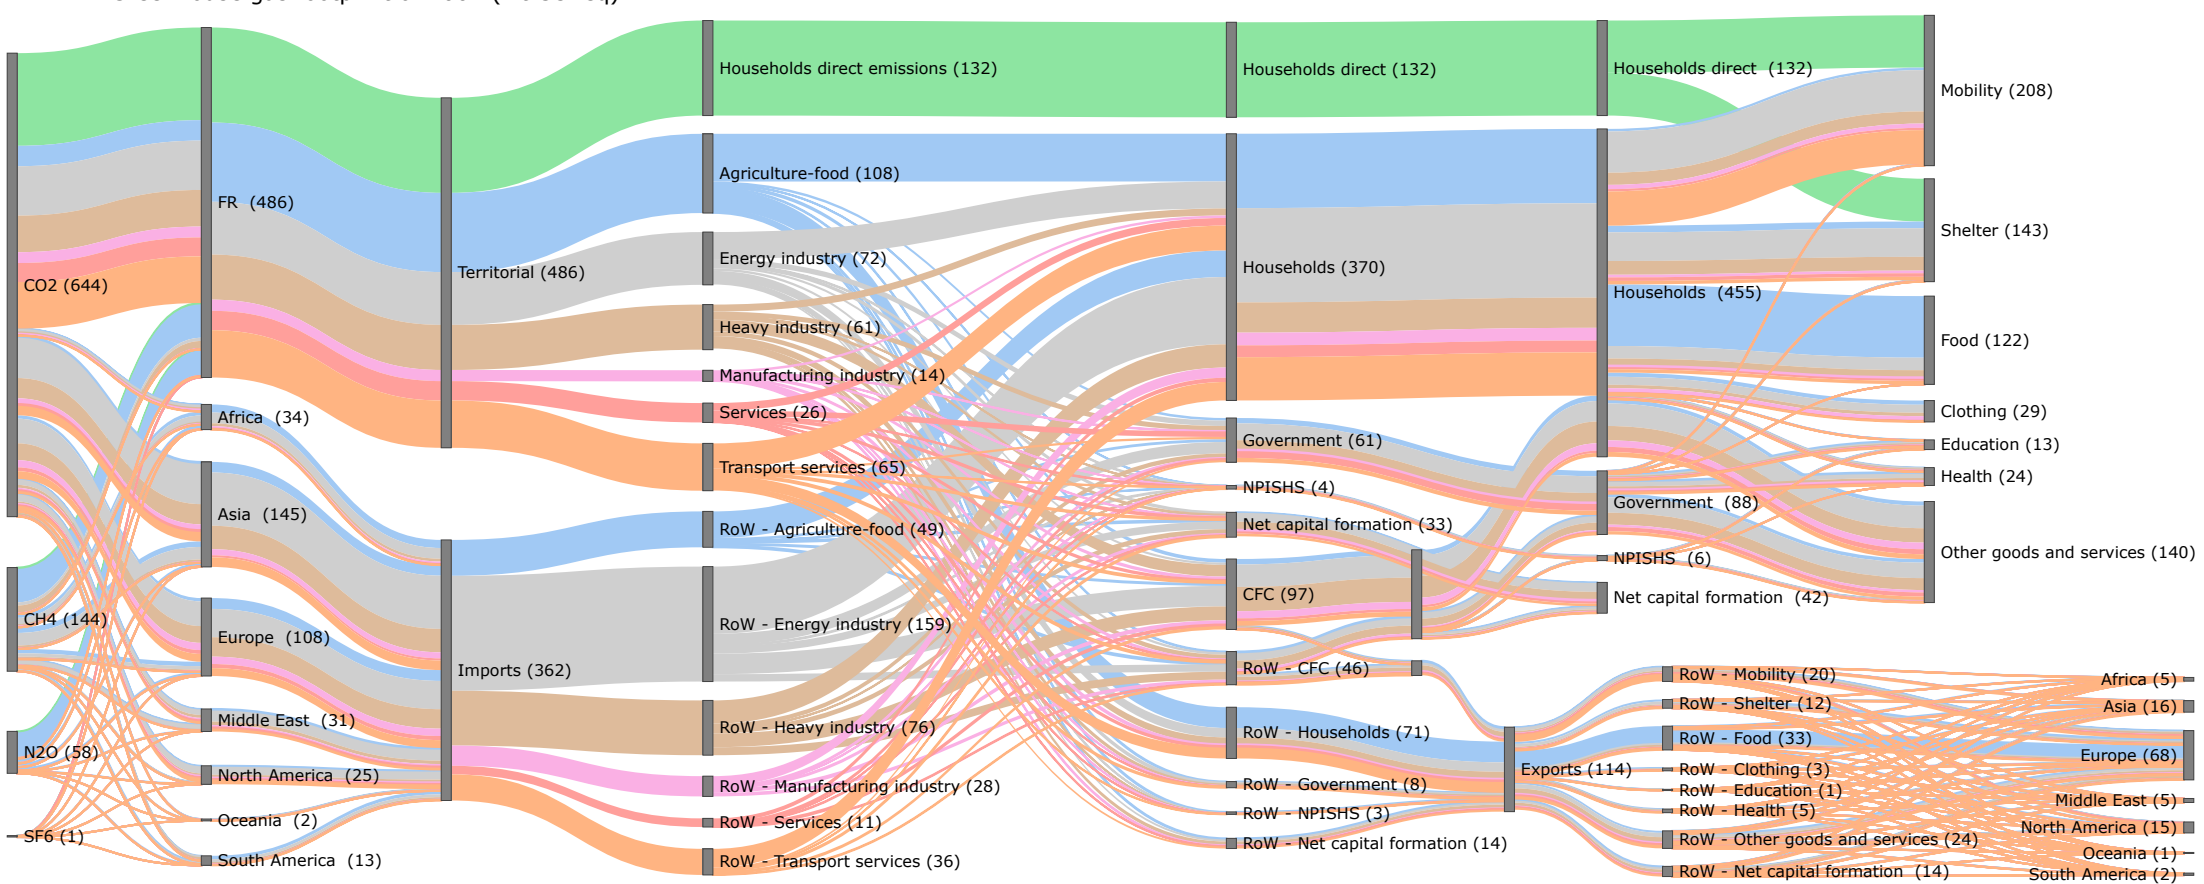 CO2 (644)
CH4 (144)
N2O (58)
SF6 (1)
FR (486)
Africa (34)
Asia (145)
Europe (108)
Middle East (31)
North America (25)
Oceania (2)
South America (13)
Territorial (486)
Imports (362)
Households direct emissions (132)
Agriculture-food (108)
Energy industry (72)
Heavy industry (61)
Manufacturing industry (14)
Services (26)
Transport services (65)
RoW - Agriculture-food (49)
RoW - Energy industry (159)
RoW - Heavy industry (76)
RoW - Manufacturing industry (28)
RoW - Services (11)
RoW - Transport services (36)
Households direct (132)
Households (370)
Government (61)
NPISHS (4)
Net capital formation (33)
CFC (97)
RoW - CFC (46)
RoW - Households (71)
RoW - Government (8)
RoW - NPISHS (3)
RoW - Net capital formation (14)
Exports (114)
Households direct (132)
Households (455)
Government (88)
NPISHS (6)
Net capital formation (42)
RoW - Mobility (20)
RoW - Shelter (12)
RoW - Food (33)
RoW - Clothing (3)
RoW - Education (1)
RoW - Health (5)
RoW - Other goods and services (24)
RoW - Net capital formation (14)
Mobility (208)
Shelter (143)
Food (122)
Clothing (29)
Education (13)
Health (24)
Other goods and services (140)
Africa (5)
Asia (16)
Europe (68)
Middle East (5)
North America (15)
Oceania (1)
South America (2)